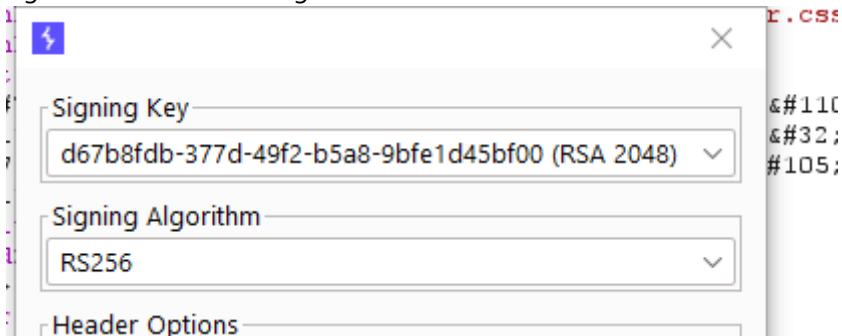 r.css
Signing Key
&#110
d67b8fdb-377d-49f2-b5a8-9bfe1d45bf00 (RSA 2048)
&#32;
#105;
Signing Algorithm
RS256
Header Options